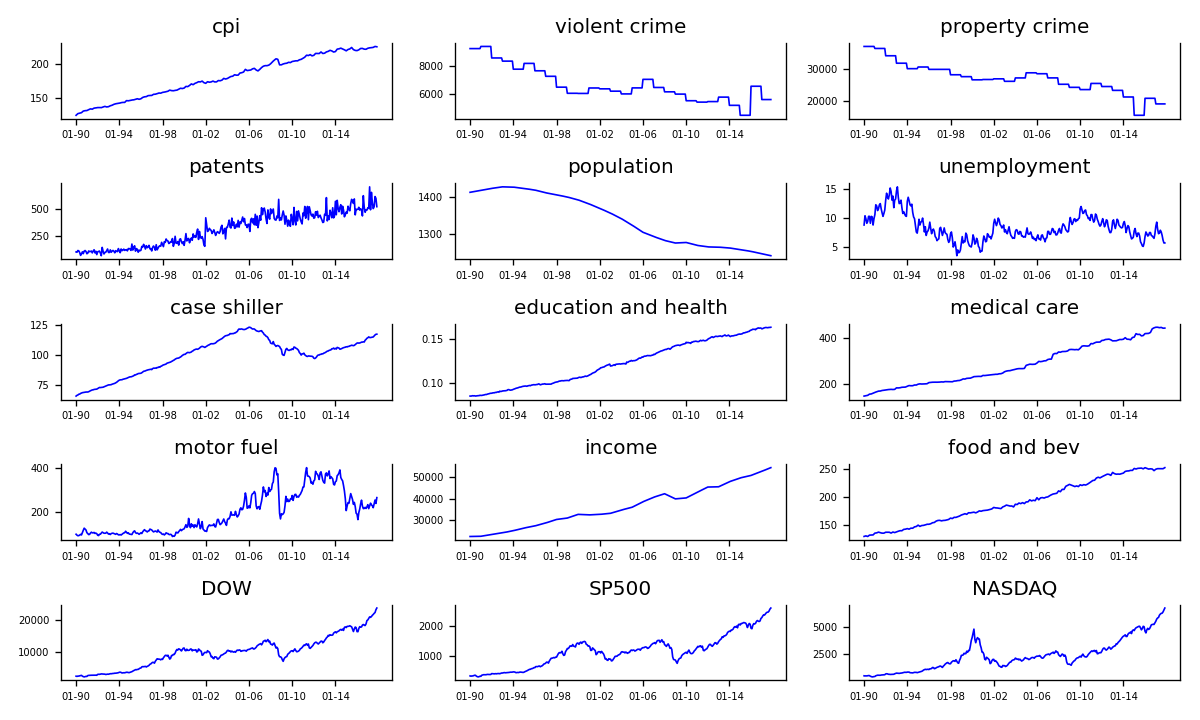 cpi violent crime property crime
200 8000 30000
150 6000 20000
01-90 01-94 01-98 01-02 01-06 01-10 01-14 01-90 01-94 01-98 01-02 01-06 01-10 01-14 01-90 01-94 01-98 01-02 01-06 01-10 01-14
patents population unemployment
500 1400 15
250 1300 10
5
01-90 01-94 01-98 01-02 01-06 01-10 01-14 01-90 01-94 01-98 01-02 01-06 01-10 01-14 01-90 01-94 01-98 01-02 01-06 01-10 01-14
case shiller education and health medical care
125 0.15 400
100 0.10 200
75
01-90 01-94 01-98 01-02 01-06 01-10 01-14 01-90 01-94 01-98 01-02 01-06 01-10 01-14 01-90 01-94 01-98 01-02 01-06 01-10 01-14
motor fuel income food and bev
400 50000 250
200 40000 200
30000 150
01-90 01-94 01-98 01-02 01-06 01-10 01-14 01-90 01-94 01-98 01-02 01-06 01-10 01-14 01-90 01-94 01-98 01-02 01-06 01-10 01-14
DOW SP500 NASDAQ
20000 2000 5000
10000 1000 2500
01-90 01-94 01-98 01-02 01-06 01-10 01-14 01-90 01-94 01-98 01-02 01-06 01-10 01-14 01-90 01-94 01-98 01-02 01-06 01-10 01-14